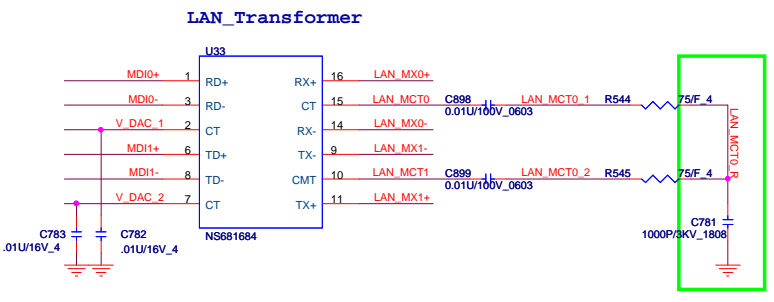 LAN_Transformer
U33
MDI0+ 1 RD+ RX+ 16 LAN_MX0+
MDI0- 3 RD- CT 15 LAN_MCT0 C898 LAN_MCT0_1 R544 75/F_4
0.01U/100V_0603
V_DAC_1 2 CT RX- 14 LAN_MX0-
MDI1+ 6 TD+ TX- 9 LAN_MX1-
LAN_MCT0_R
MDI1- 8 TD- CMT 10 LAN_MCT1 C899 LAN_MCT0_2 R545 75/F_4
0.01U/100V_0603
V_DAC_2 7 CT TX+ 11 LAN_MX1+
C783 C782 NS681684 C781
.01U/16V_4 .01U/16V_4 1000P/3KV_1808